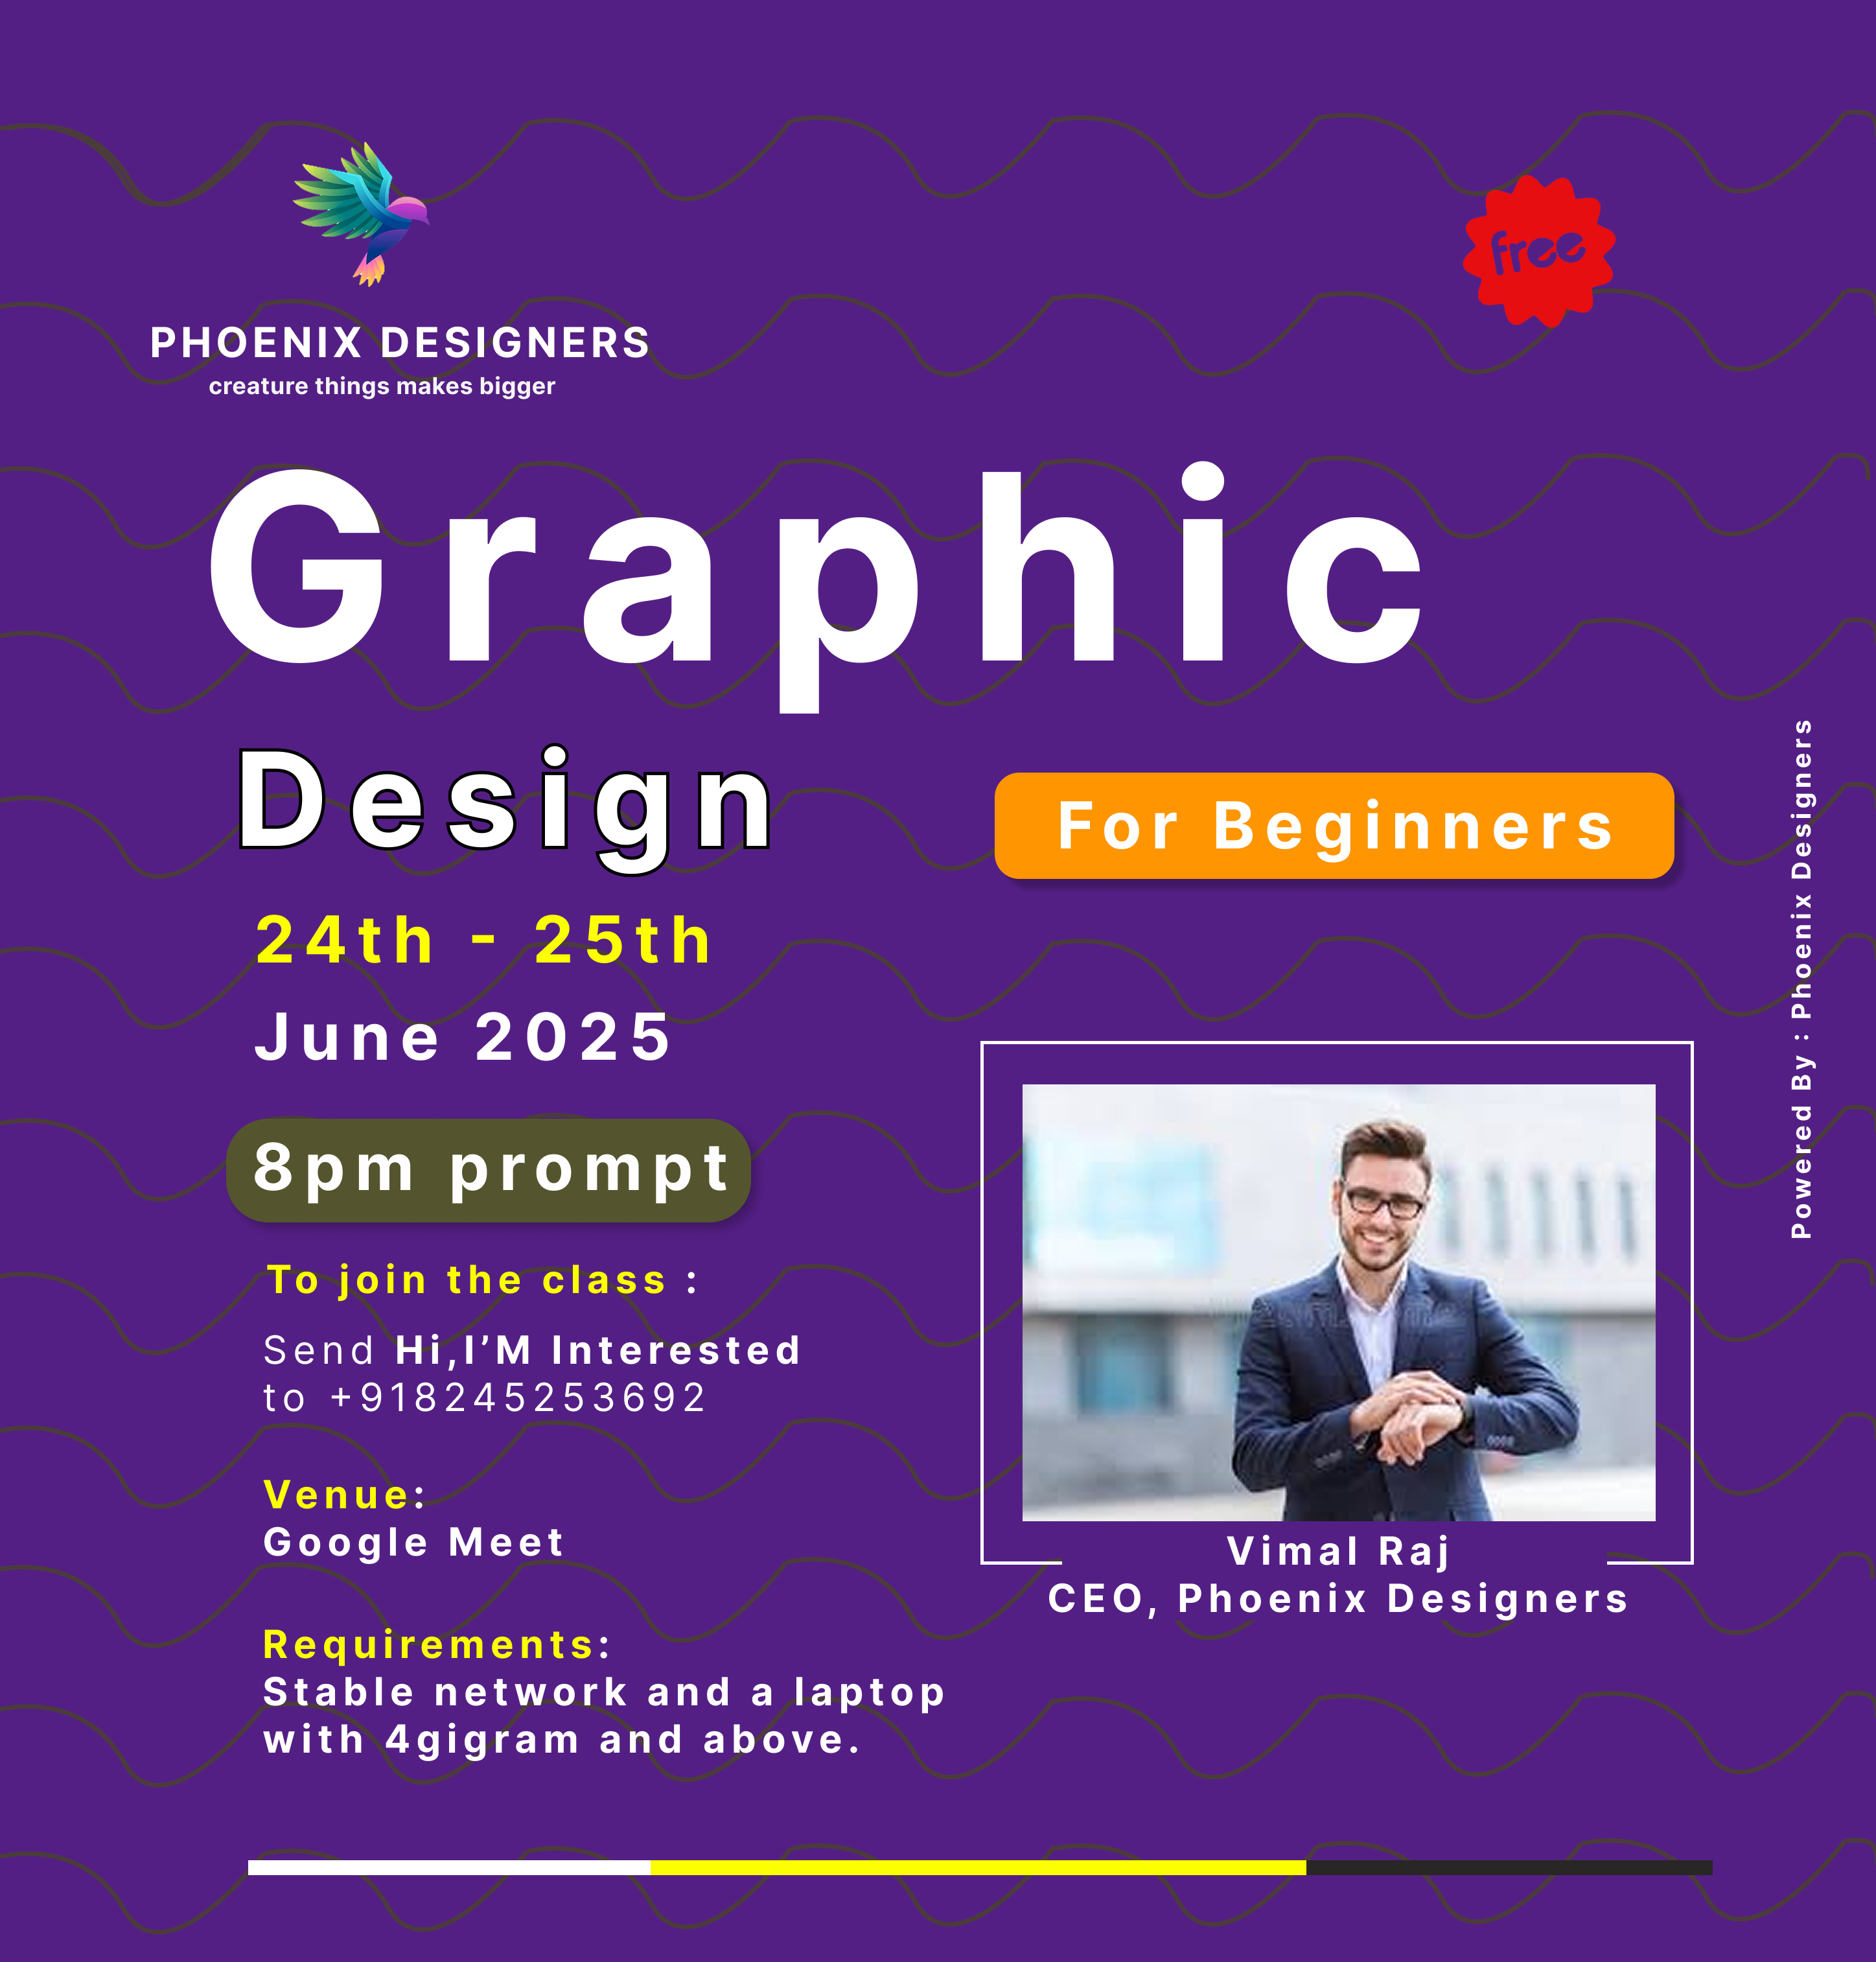 PHOENIX DESIGNERS
creature things makes bigger
free
Graphic
Design
For Beginners
24th - 25th
June 2025
8pm prompt
To join the class :
Send Hi,I’M Interested
to +918245253692
Venue:
Google Meet
Requirements:
Stable network and a laptop
with 4gigram and above.
Vimal Raj
CEO, Phoenix Designers
Powered By : Phoenix Designers